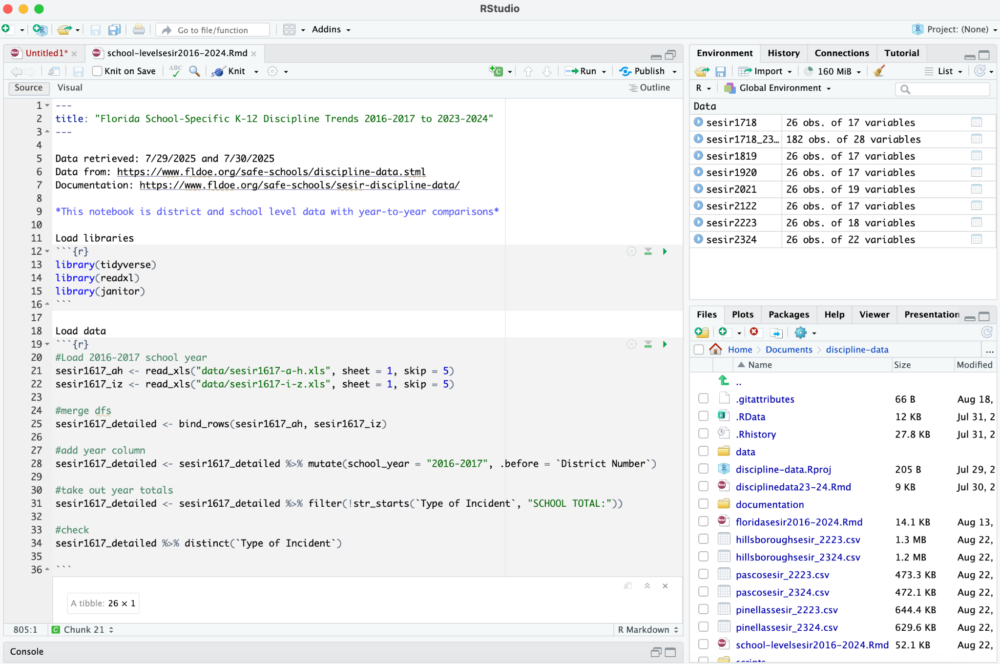 RStudio
Go to file/function
Addins
Project: (None)
Untitled1*
school-levelsesir2016-2024.Rmd
Knit on Save
ABC
Knit
Run
Publish
Source
Visual
Outline
1 ---
2 title: "Florida School-Specific K-12 Discipline Trends 2016-2017 to 2023-2024"
3 ---
4
5 Data retrieved: 7/29/2025 and 7/30/2025
6 Data from: https://www.fldoe.org/safe-schools/discipline-data.stml
7 Documentation: https://www.fldoe.org/safe-schools/sesir-discipline-data/
8
9 *This notebook is district and school level data with year-to-year comparisons*
10
11 Load libraries
12 ```{r}
13 library(tidyverse)
14 library(readxl)
15 library(janitor)
16 ```
17
18 Load data
19 ```{r}
20 #Load 2016-2017 school year
21 sesir1617_ah <- read_xls("data/sesir1617-a-h.xls", sheet = 1, skip = 5)
22 sesir1617_iz <- read_xls("data/sesir1617-i-z.xls", sheet = 1, skip = 5)
23
24 #merge dfs
25 sesir1617_detailed <- bind_rows(sesir1617_ah, sesir1617_iz)
26
27 #add year column
28 sesir1617_detailed <- sesir1617_detailed %>% mutate(school_year = "2016-2017", .before = `District Number`)
29
30 #take out year totals
31 sesir1617_detailed <- sesir1617_detailed %>% filter(!str_starts(`Type of Incident`, "SCHOOL TOTAL:"))
32
33 #check
34 sesir1617_detailed %>% distinct(`Type of Incident`)
35
36 ```
A tibble: 26 × 1
805:1
C Chunk 21
R Markdown
Console
Environment
History
Connections
Tutorial
Import
160 MiB
List
R
Global Environment
Data
sesir1718 26 obs. of 17 variables
sesir1718_23… 182 obs. of 28 variables
sesir1819 26 obs. of 17 variables
sesir1920 26 obs. of 17 variables
sesir2021 26 obs. of 19 variables
sesir2122 26 obs. of 17 variables
sesir2223 26 obs. of 18 variables
sesir2324 26 obs. of 22 variables
Files
Plots
Packages
Help
Viewer
Presentation
Home
Documents
discipline-data
...
Name Size Modified
..
.gitattributes 66 B Aug 18,
.RData 12 KB Jul 31, 2
.Rhistory 27.8 KB Jul 31, 2
data
discipline-data.Rproj 205 B Jul 29, 2
disciplinedata23-24.Rmd 9 KB Jul 30, 2
documentation
floridasesir2016-2024.Rmd 14.1 KB Aug 13,
hillsboroughsesir_2223.csv 1.3 MB Aug 22,
hillsboroughsesir_2324.csv 1.2 MB Aug 22,
pascosesir_2223.csv 473.3 KB Aug 22,
pascosesir_2324.csv 472.1 KB Aug 22,
pinellassesir_2223.csv 644.4 KB Aug 22,
pinellassesir_2324.csv 629.6 KB Aug 22,
school-levelsesir2016-2024.Rmd 52.1 KB Aug 22,
scripts